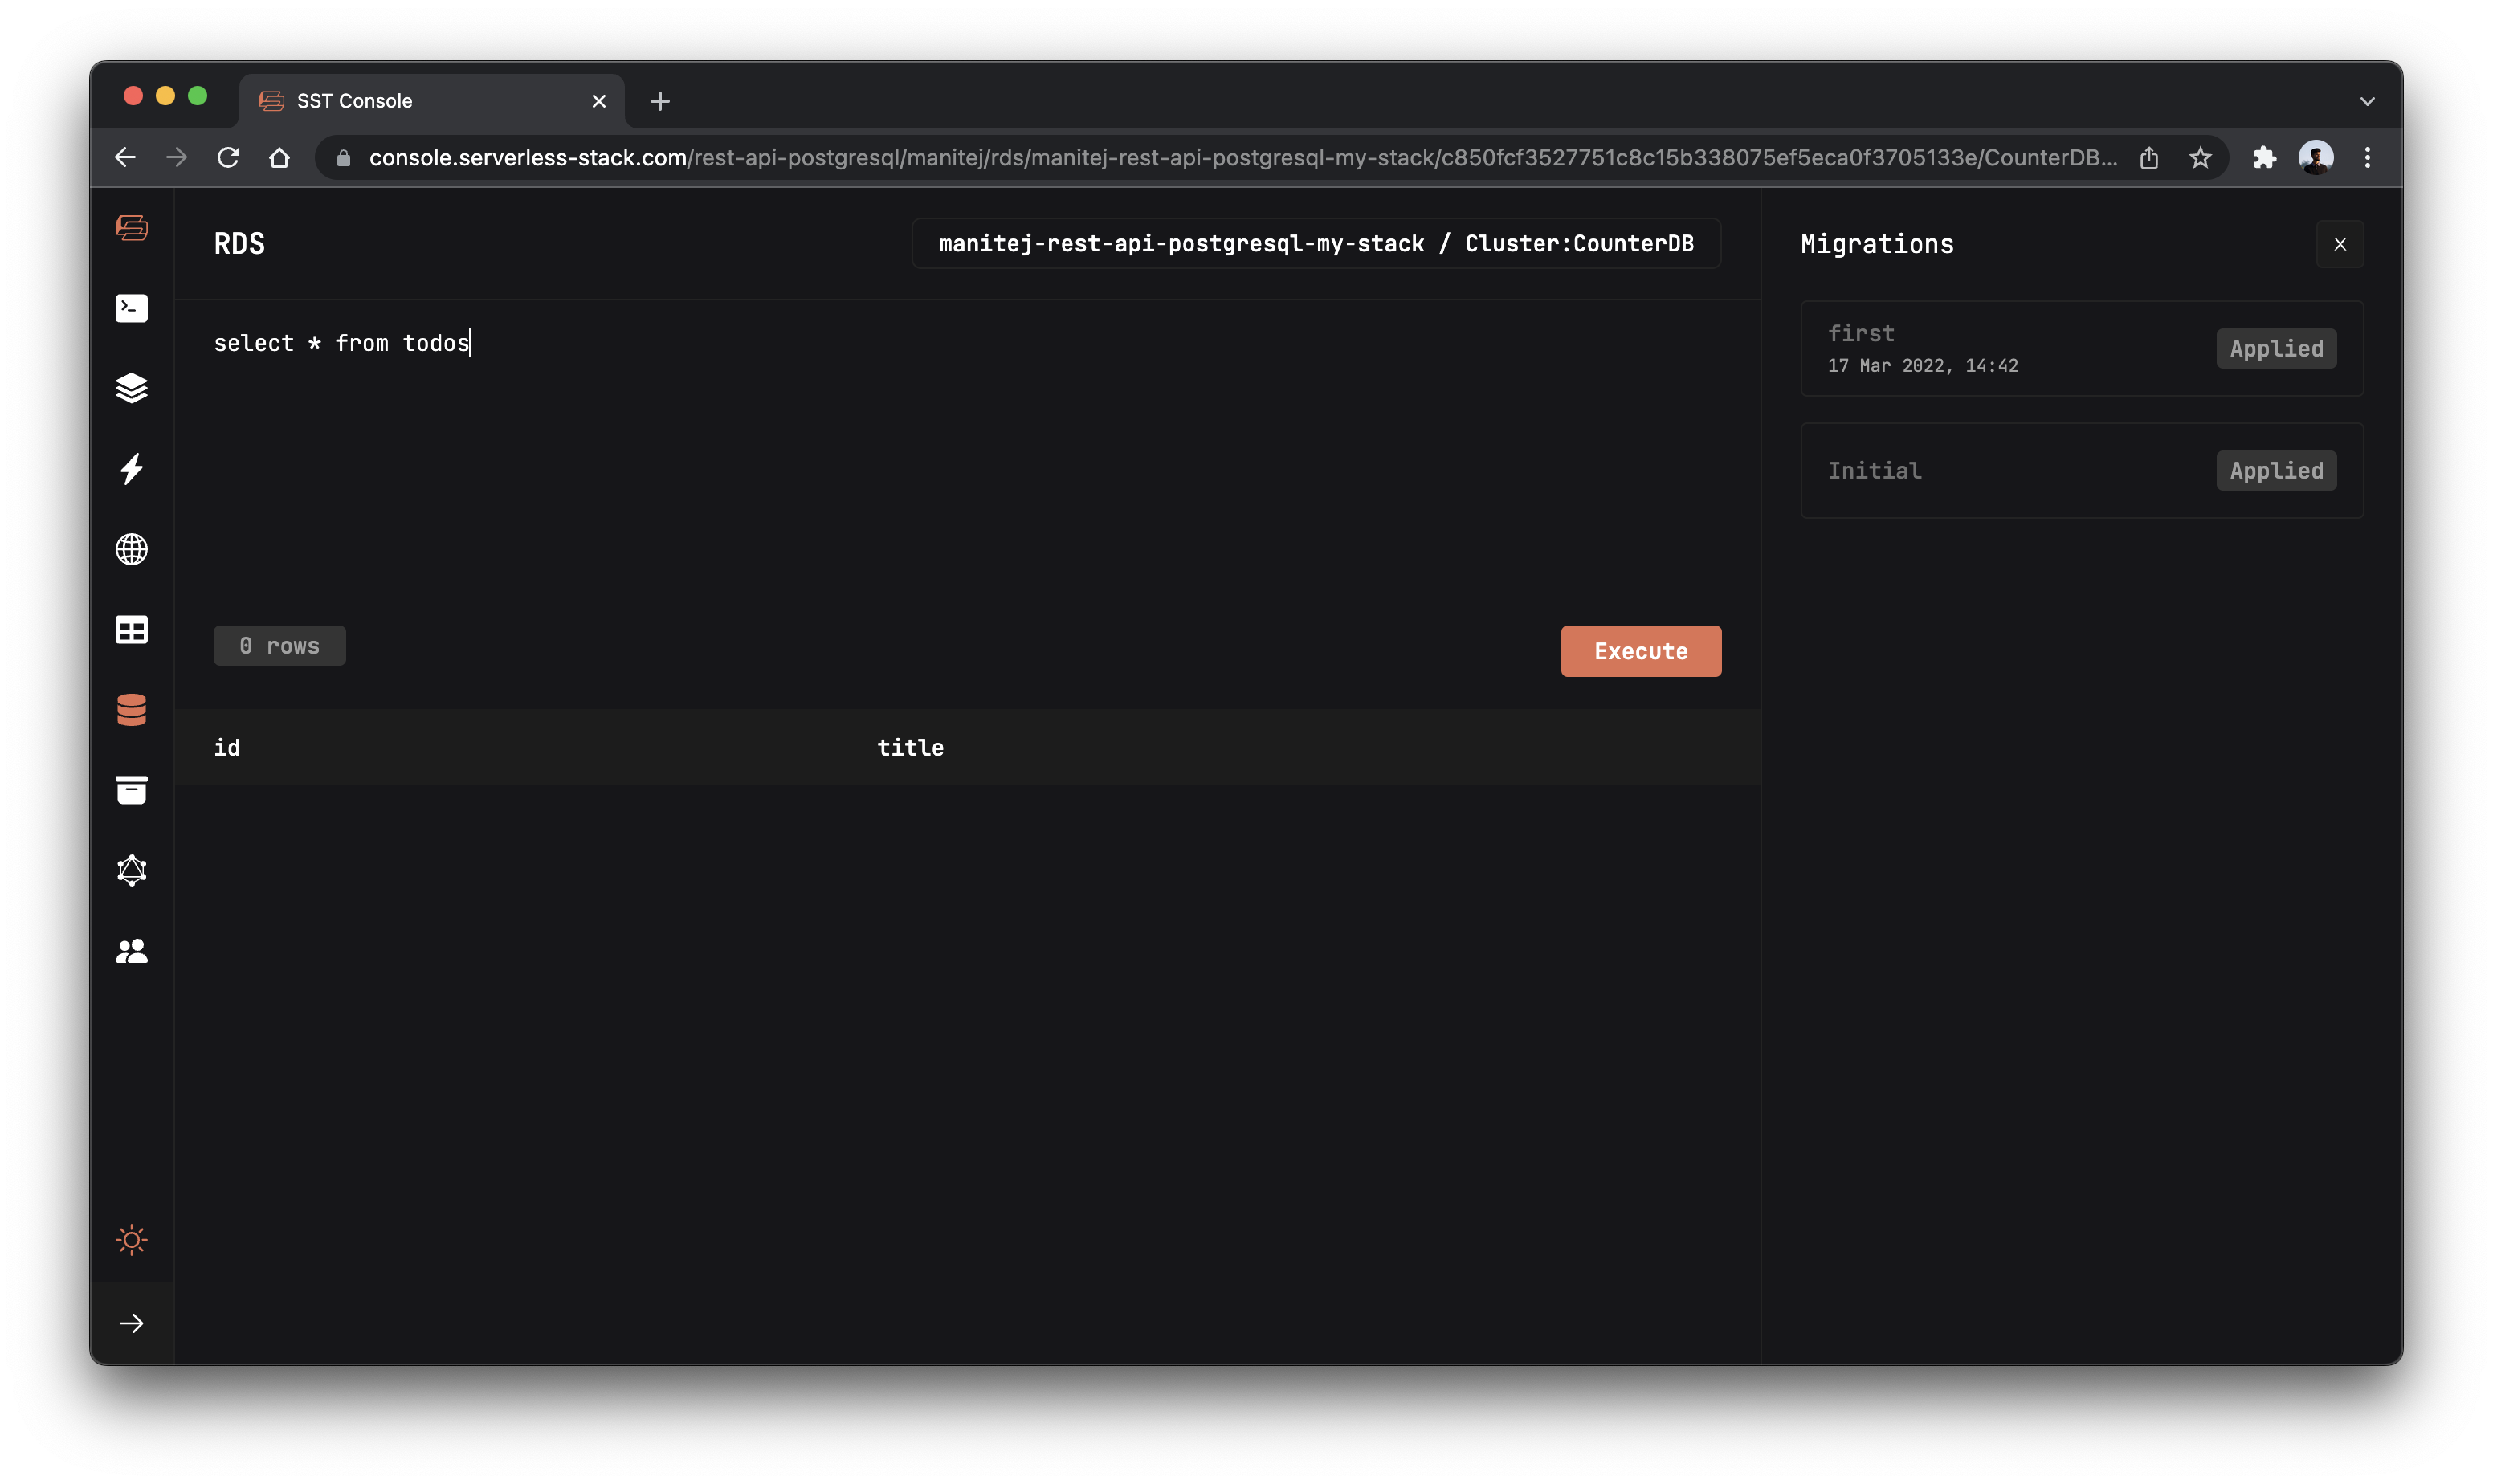 SST Console
console.serverless-stack.com/rest-api-postgresql/manitej/rds/manitej-rest-api-postgresql-my-stack/c850fcf3527751c8c15b338075ef5eca0f3705133e/CounterDB...
RDS
manitej-rest-api-postgresql-my-stack / Cluster:CounterDB
select * from todos
0 rows
Execute
id title
Migrations
X
first
17 Mar 2022, 14:42
Applied
Initial
Applied